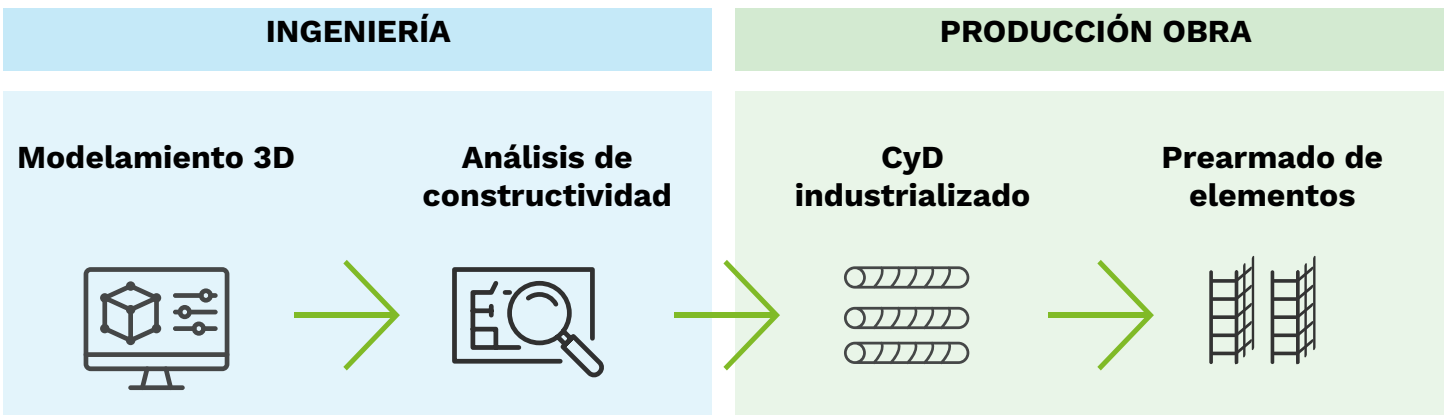 INGENIERÍA
PRODUCCIÓN OBRA
Modelamiento 3D
Análisis de
constructividad
CyD
industrializado
Prearmado de
elementos